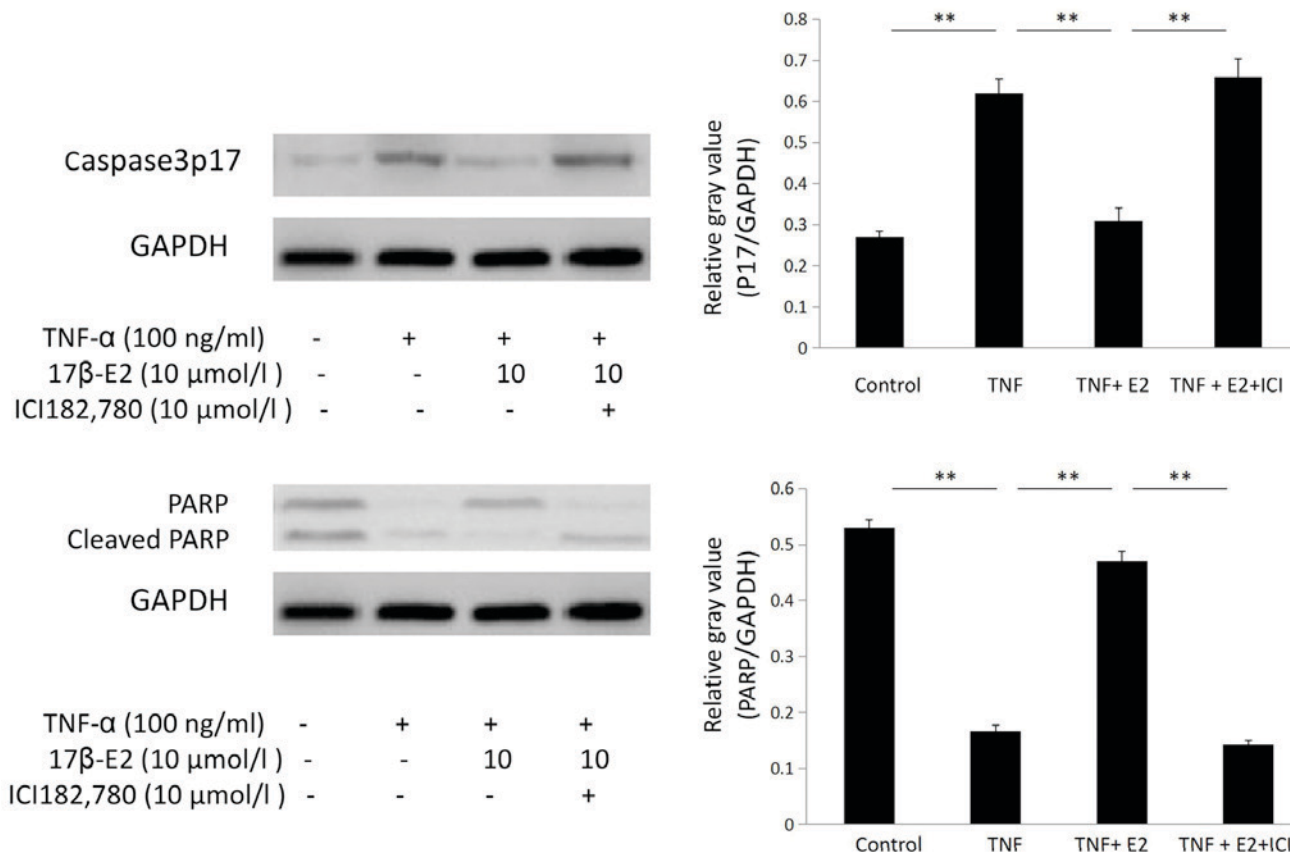 Caspase3p17
GAPDH
TNF-α (100 ng/ml) - + + +
17β-E2 (10 μmol/l ) - - 10 10
ICI182,780 (10 μmol/l ) - - - +
PARP
Cleaved PARP
GAPDH
TNF-α (100 ng/ml) - + + +
17β-E2 (10 μmol/l ) - - 10 10
ICI182,780 (10 μmol/l ) - - - +
Relative gray value
(P17/GAPDH)
0.8
0.7
0.6
0.5
0.4
0.3
0.2
0.1
0
** ** **
Control TNF TNF+ E2 TNF + E2+ICI
Relative gray value
(PARP/GAPDH)
0.6
0.5
0.4
0.3
0.2
0.1
0
** ** **
Control TNF TNF+ E2 TNF + E2+ICI